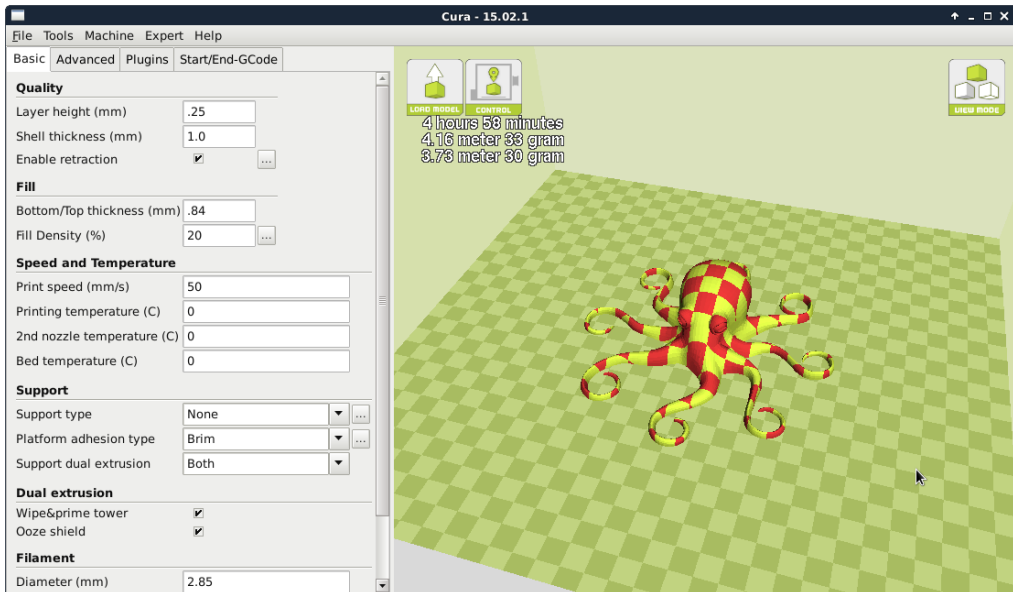 Cura - 15.02.1
File Tools Machine Expert Help
Basic Advanced Plugins Start/End-GCode
Quality
Layer height (mm) .25
Shell thickness (mm) 1.0
Enable retraction ...
Fill
Bottom/Top thickness (mm) .84
Fill Density (%) 20 ...
Speed and Temperature
Print speed (mm/s) 50
Printing temperature (C) 0
2nd nozzle temperature (C) 0
Bed temperature (C) 0
Support
Support type None ...
Platform adhesion type Brim ...
Support dual extrusion Both
Dual extrusion
Wipe&prime tower
Ooze shield
Filament
Diameter (mm) 2.85
LOAD MODEL CONTROL
4 hours 58 minutes
4.16 meter 33 gram
3.73 meter 30 gram
VIEW MODE